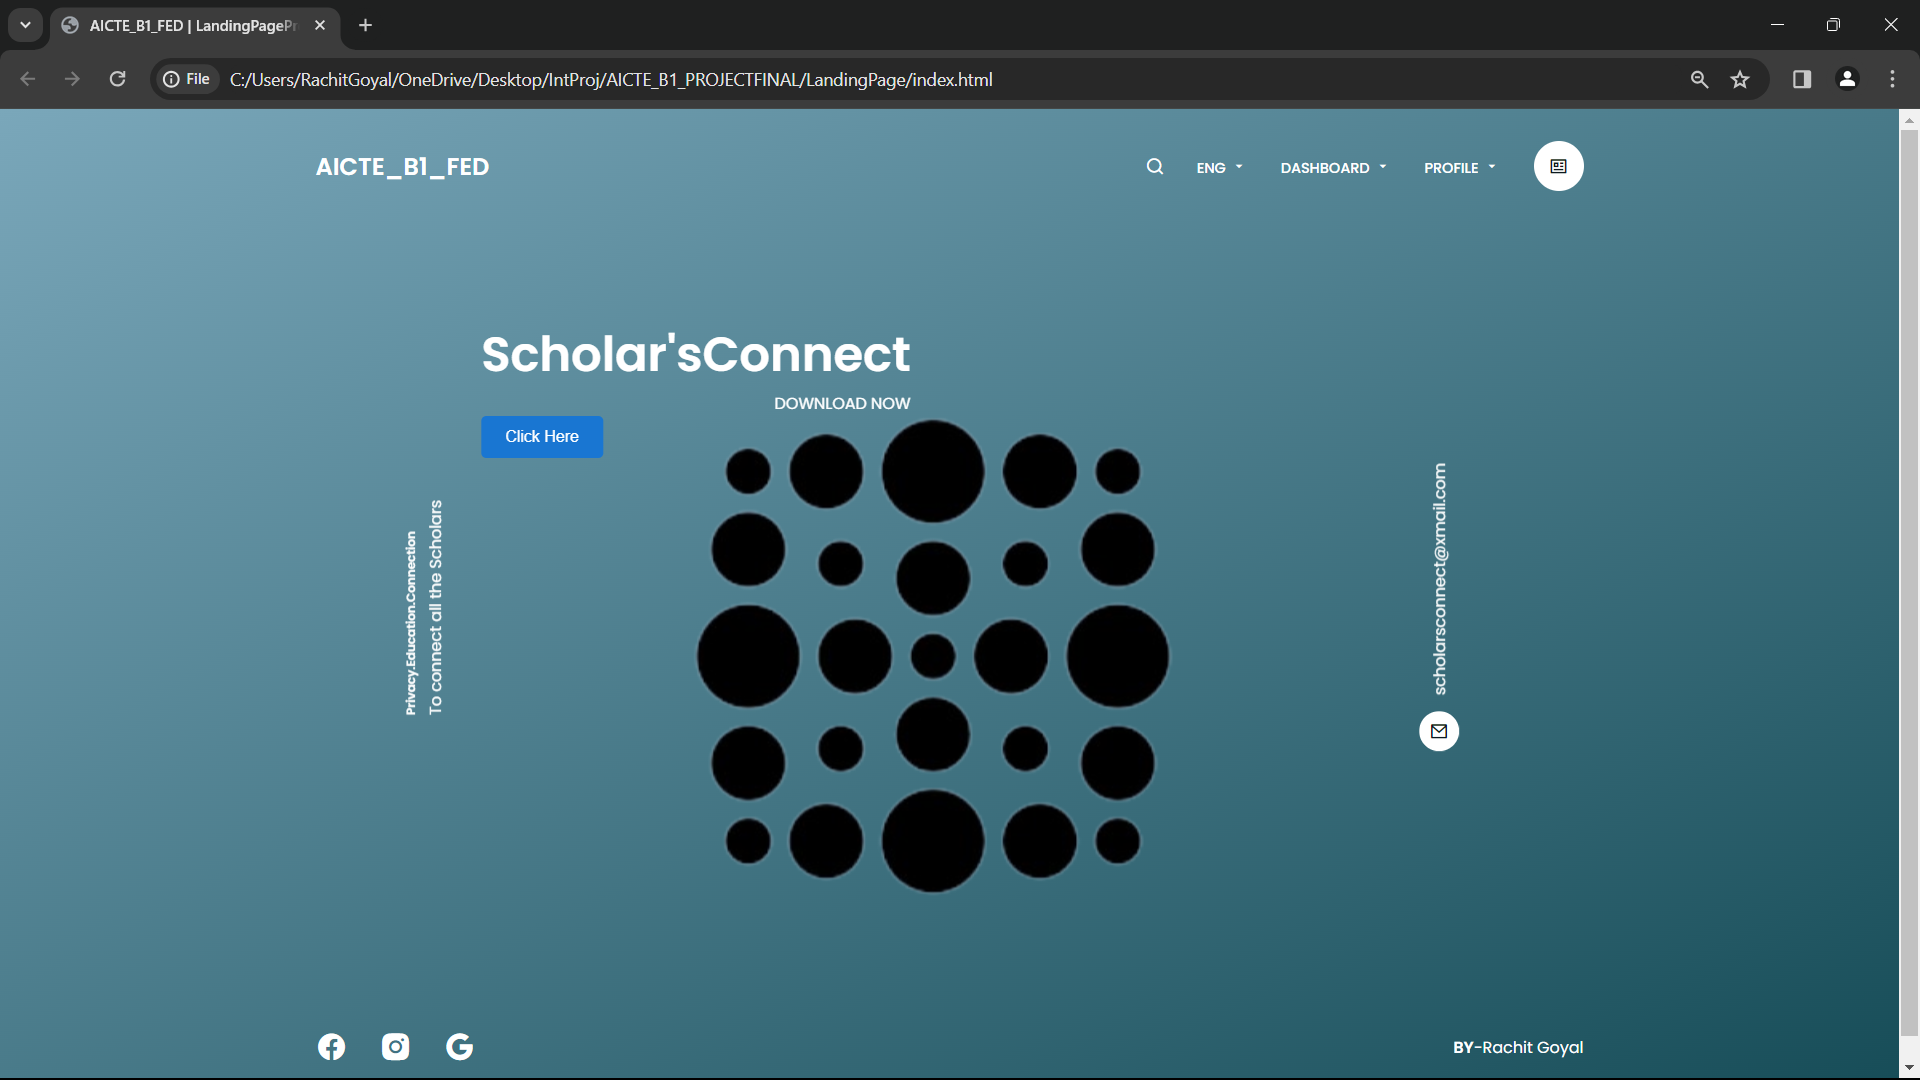 AICTE_B1_FED | LandingPagePr
File
C:/Users/RachitGoyal/OneDrive/Desktop/IntProj/AICTE_B1_PROJECTFINAL/LandingPage/index.html
AICTE_B1_FED
ENG
DASHBOARD
PROFILE
Scholar'sConnect
DOWNLOAD NOW
Click Here
Privacy.Education.Connection
To connect all the Scholars
scholarsconnect@xmail.com
BY-Rachit Goyal